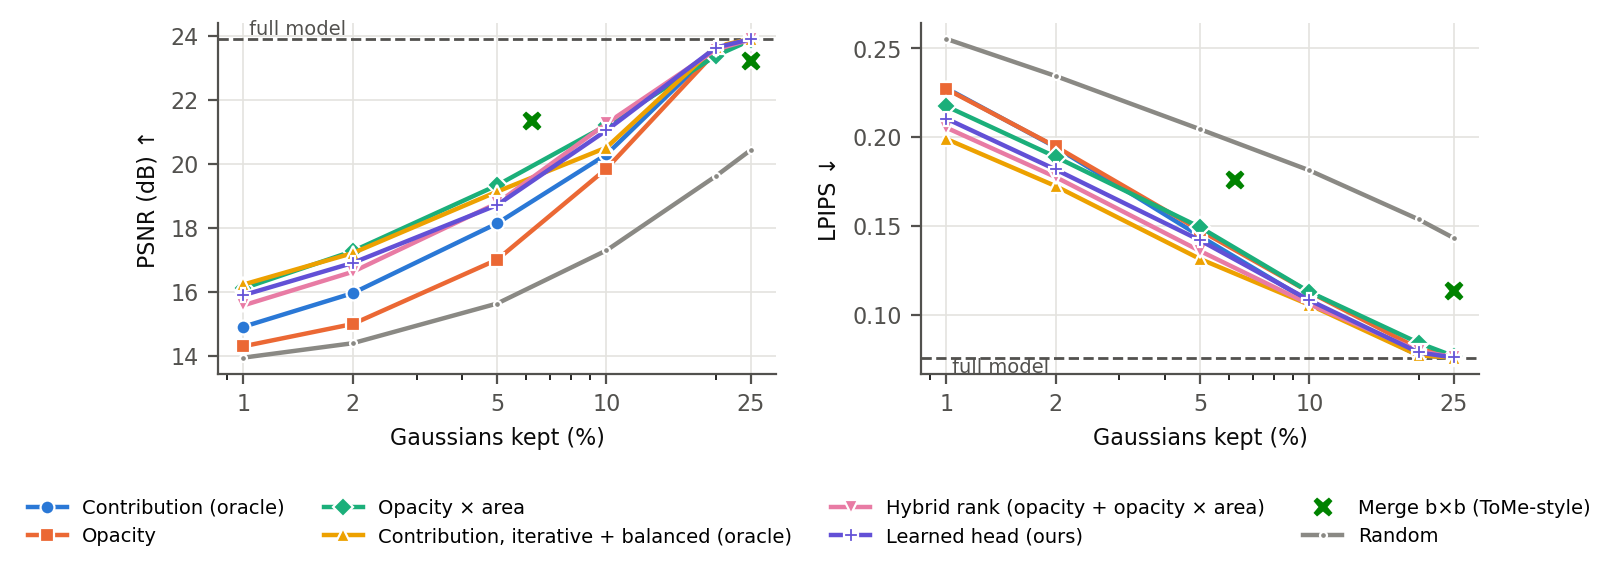 full model
24
22
20
18
16
14
PSNR (dB) ↑
1
2
5
10
25
Gaussians kept (%)
0.25
0.20
0.15
0.10
LPIPS ↓
full model
1
2
5
10
25
Gaussians kept (%)
Contribution (oracle)
Opacity
Opacity × area
Contribution, iterative + balanced (oracle)
Hybrid rank (opacity + opacity × area)
Learned head (ours)
Merge b×b (ToMe-style)
Random